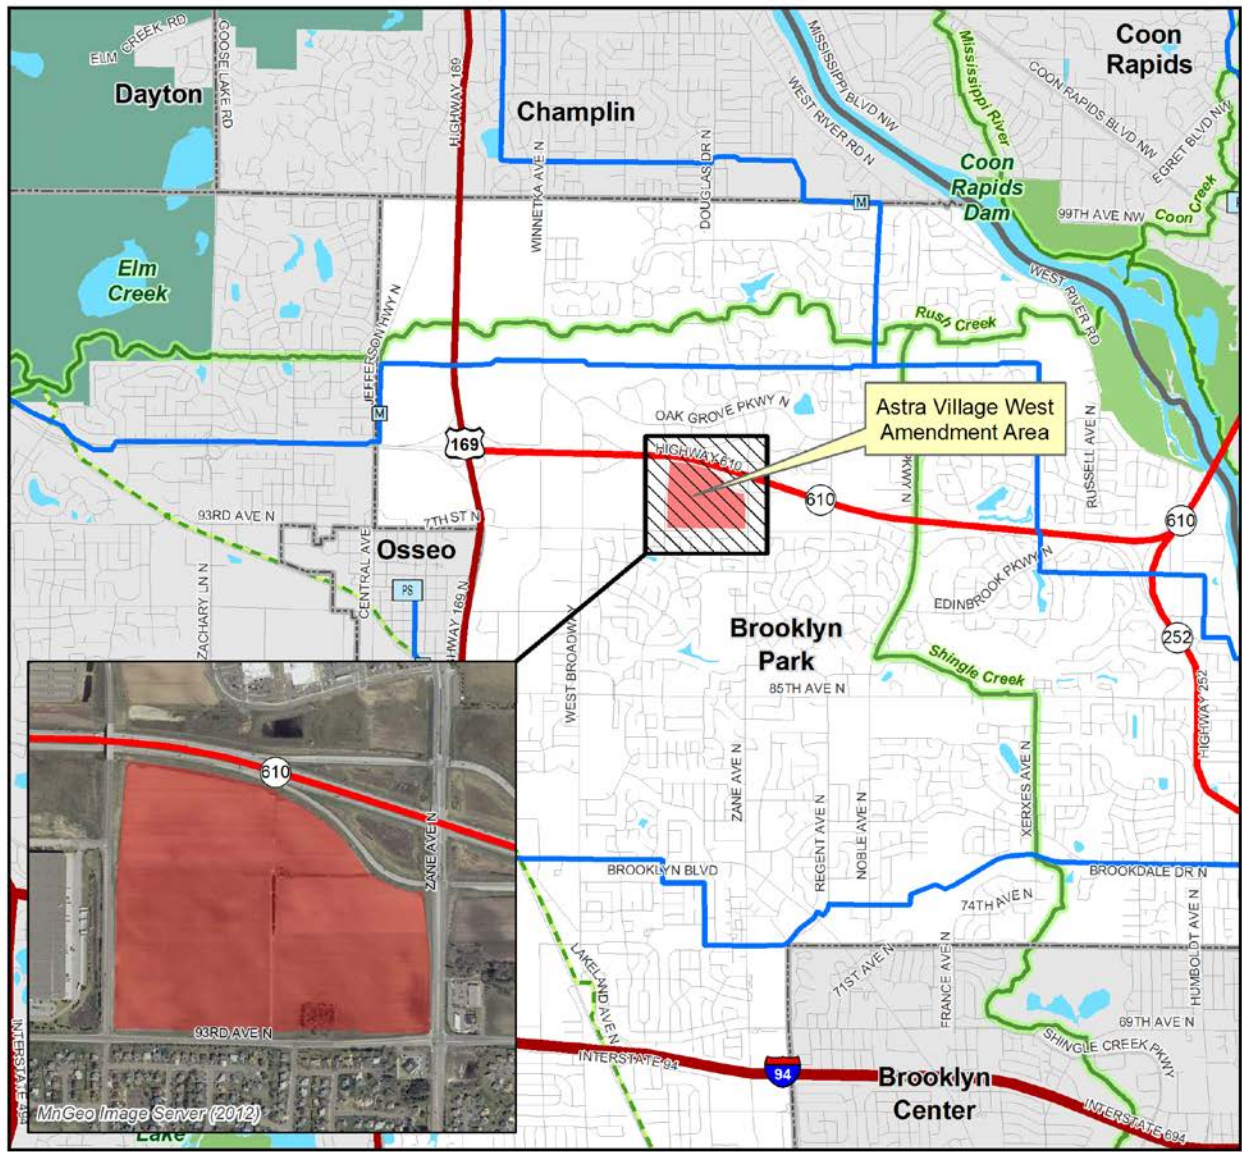 ELM CREEK RD
GOOSE LAKE RD
Dayton
HIGHWAY 169
Champlin
WINNETKA AVE N
DOUGLAS DR N
MISSISSIPPI BLVD NW
WEST RIVER RD N
Mississippi River
Coon
Rapids
COON RAPIDS BLVD NW
EGRET BLVD NW
Coon
Rapids
Dam
99TH AVE NW
Coon Creek
M
Elm
Creek
JEFFERSON HWY N
WEST RIVER RD
Rush Creek
M
OAK GROVE PKWY N
Astra Village West
Amendment Area
169
HIGHWAY 610
610
PKWY N
RUSSELL AVE N
610
93RD AVE N
7TH ST N
Osseo
CENTRAL AVE
PS
ZACHARY LN N
HWAY 169 N
WEST BROADWAY
EDINBROOK PKWY N
252
HIGHWAY 252
Brooklyn
Park
Shingle Creek
85TH AVE N
ZANE AVE N
REGENT AVE N
NOBLE AVE N
XERXES AVE N
610
ZANE AVE N
93RD AVE N
MnGeo Image Server (2012)
BROOKLYN BLVD
BROOKDALE DR N
74TH AVE N
LAKELAND AVE N
71ST AVE N
FRANCE AVE N
HUMBOLDT AVE N
69TH AVE N
SHINGLE CREEK PKWY
INTERSTATE 94
94
Brooklyn
Center
INTERSTATE 694
INTERSTATE 494
Lake